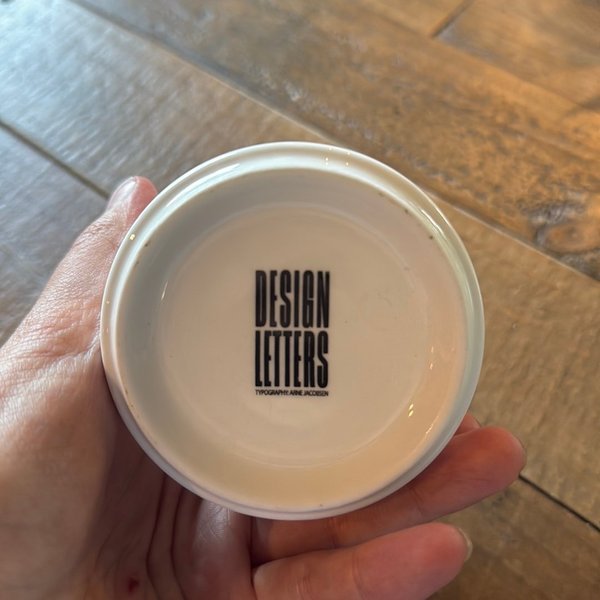 DESIGN
LETTERS
TYPOGRAPHY: ARNE JACOBSEN